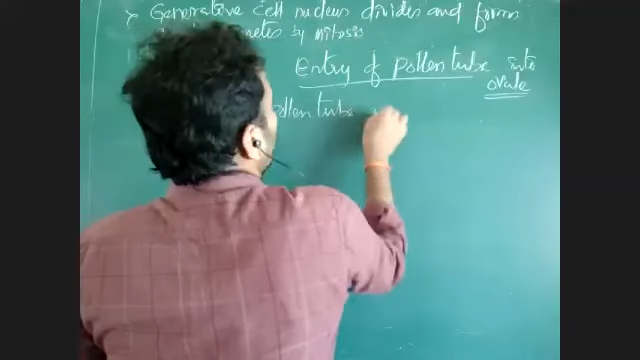 > Generative cell nucleus divides and forms
by mitosis
Entry of pollen tube into
ovule
pollen tube